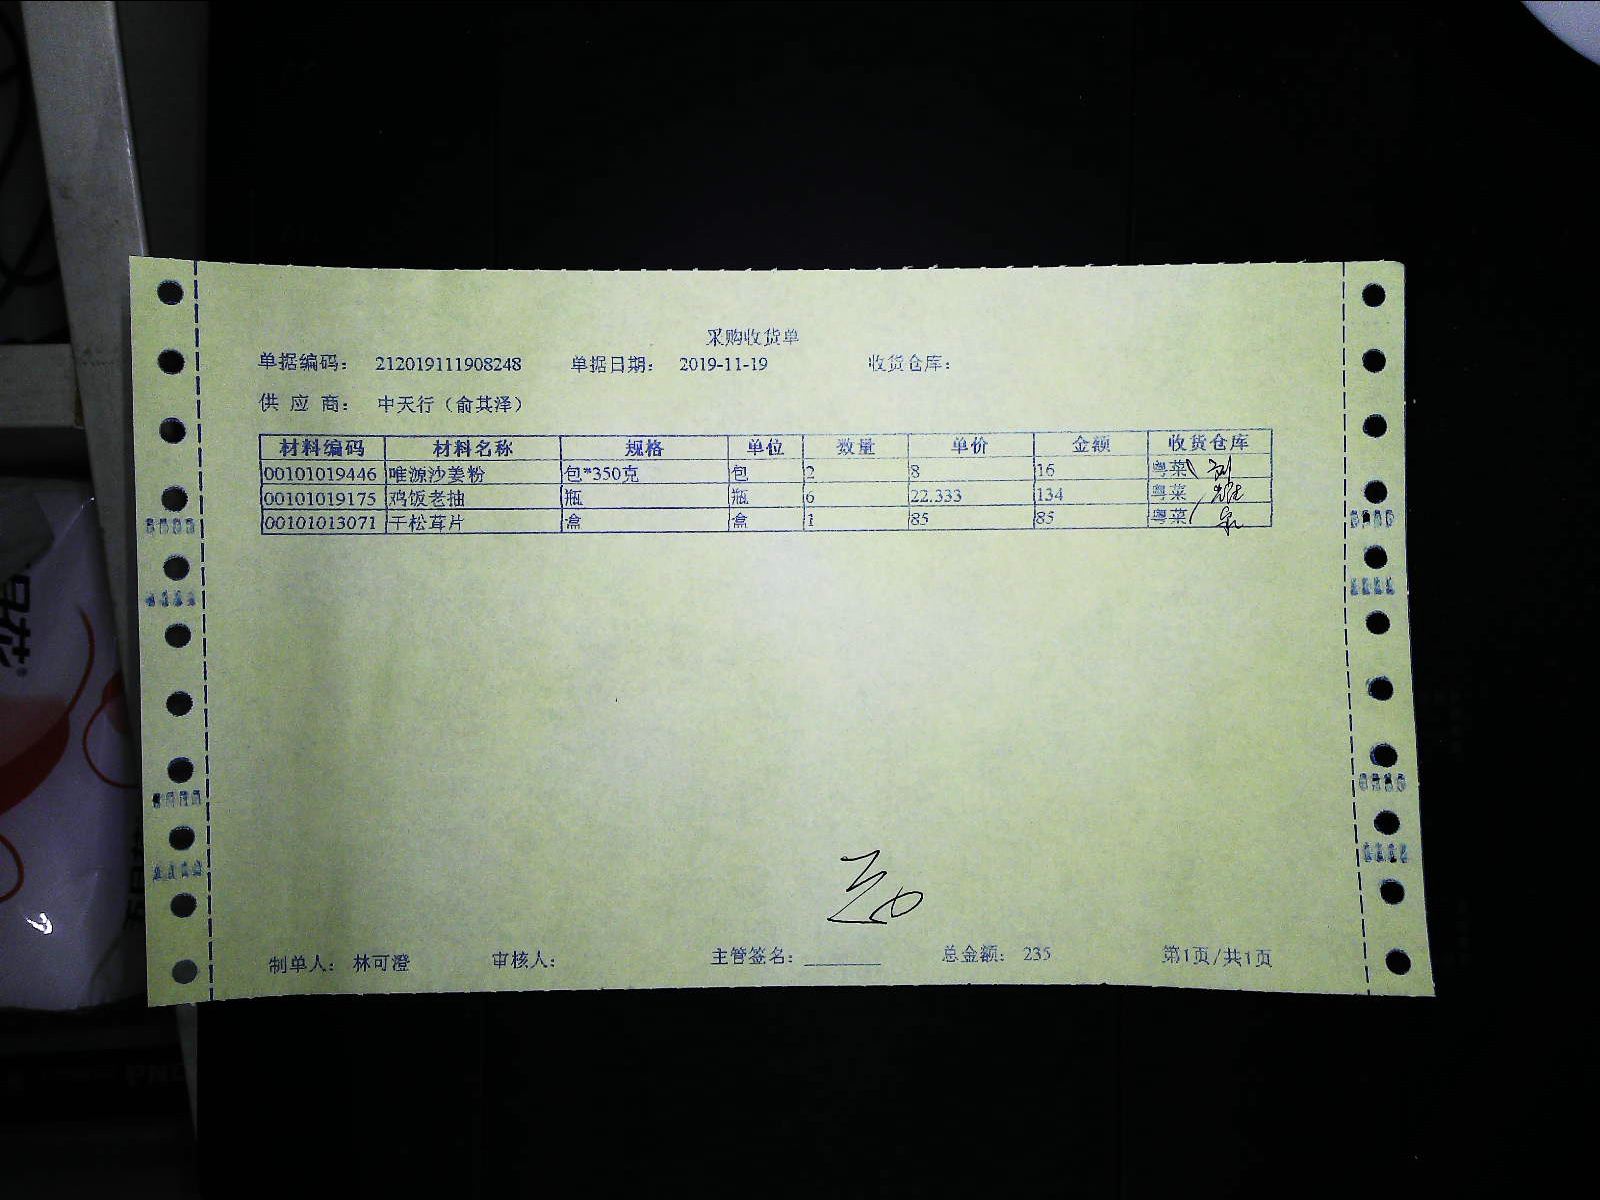 采购收货单
单据编码： 212019111908248 单据日期： 2019-11-19 收货仓库：
供 应 商： 中天行（俞其泽）
材料编码 材料名称 规格 单位 数量 单价 金额 收货仓库
00101019446 唯源沙姜粉 包*350克 包 2 8 16 粤菜
00101019175 鸡饭老抽 瓶 瓶 6 22.333 134 粤菜
00101013071 干松茸片 盒 盒 1 85 85 粤菜
制单人： 林可澄 审核人： 主管签名：________ 总金额： 235 第1页/共1页